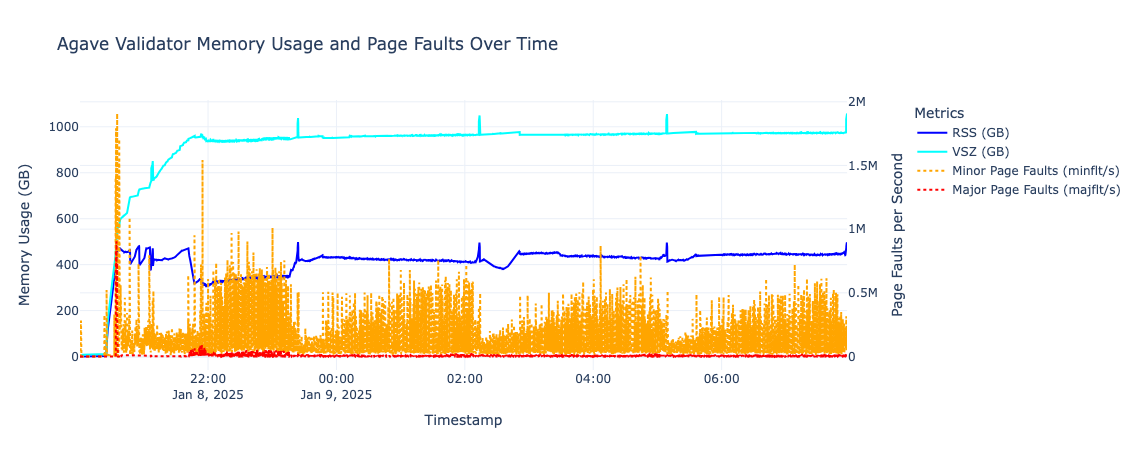 Agave Validator Memory Usage and Page Faults Over Time
Memory Usage (GB)
1000
800
600
400
200
0
2M
1.5M
1M
0.5M
0
Page Faults per Second
22:00
Jan 8, 2025
00:00
Jan 9, 2025
02:00
04:00
06:00
Timestamp
Metrics
RSS (GB)
VSZ (GB)
Minor Page Faults (minflt/s)
Major Page Faults (majflt/s)